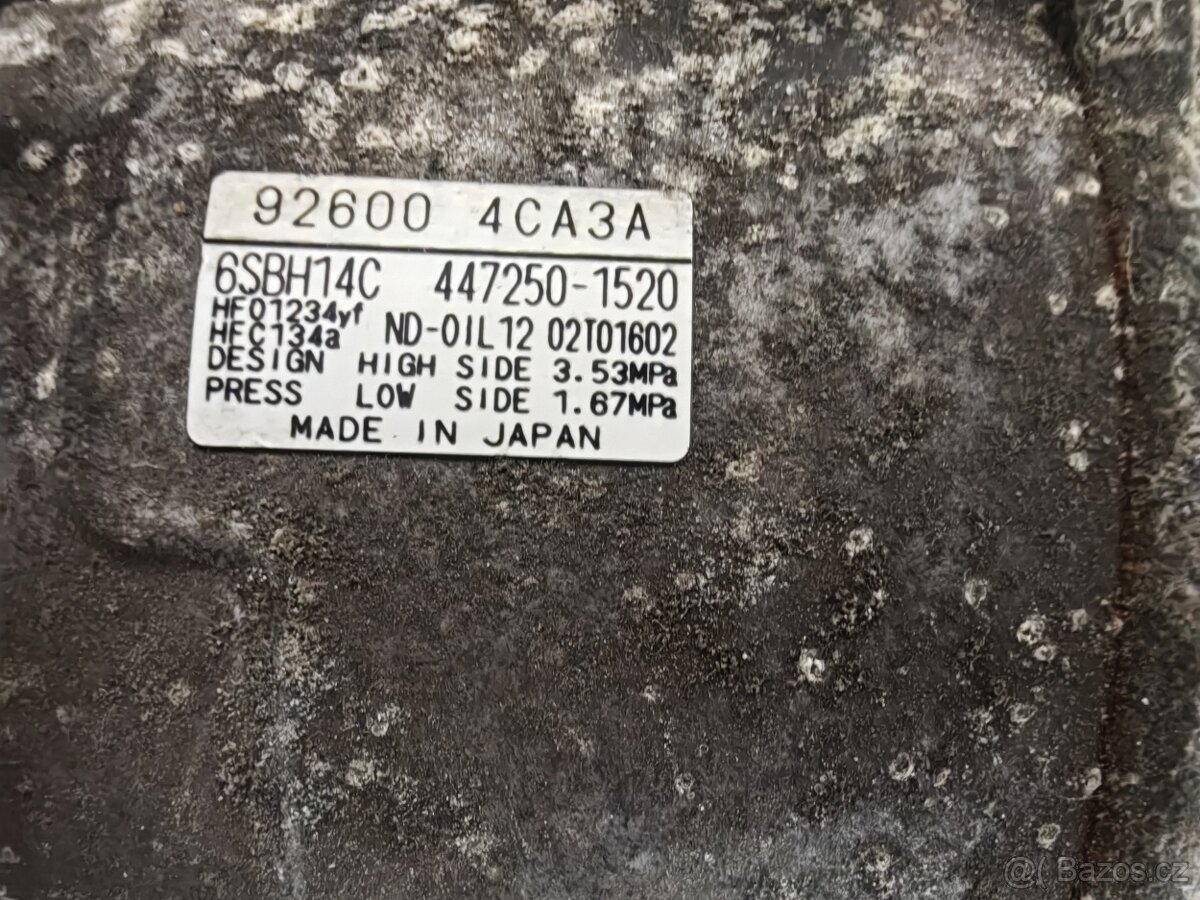 92600 4CA3A
6SBH14C 447250-1520
HFO1234yf
HFC134a ND-OIL12 02T01602
DESIGN HIGH SIDE 3.53MPa
PRESS LOW SIDE 1.67MPa
MADE IN JAPAN
@( Bazos.cz